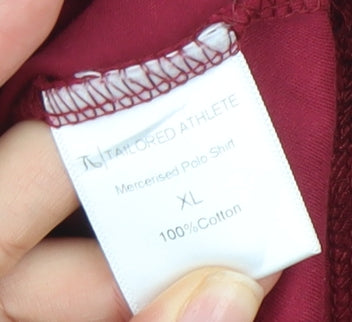 TAILORED ATHLETE
Mercerised Polo Shirt
XL
100%Cotton